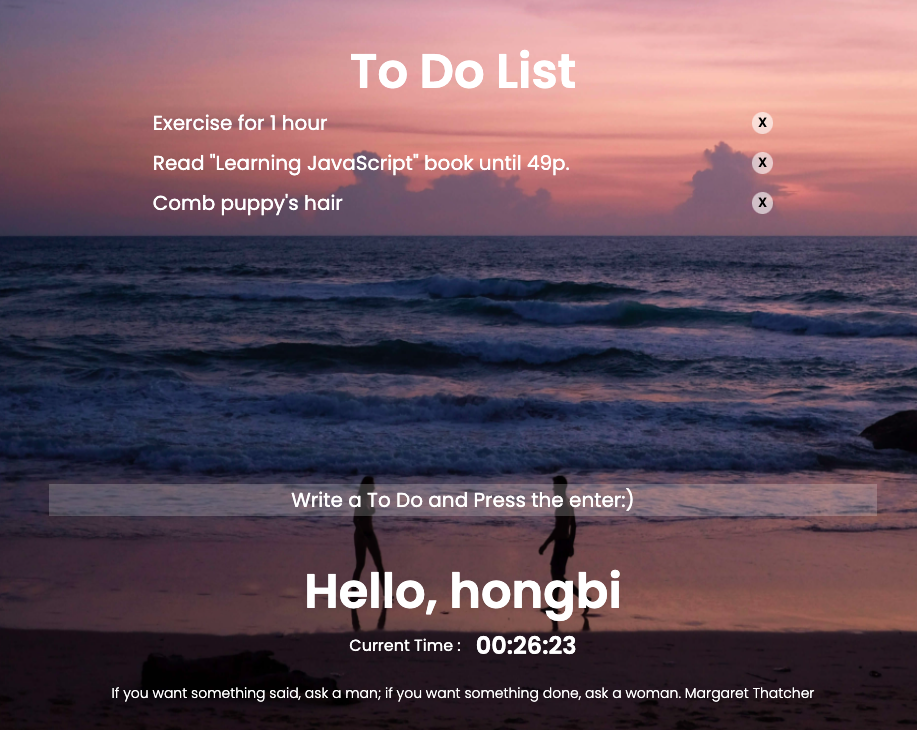 To Do List
Exercise for 1 hour X
Read "Learning JavaScript" book until 49p. X
Comb puppy's hair X
Write a To Do and Press the enter:)
Hello, hongbi
Current Time : 00:26:23
If you want something said, ask a man; if you want something done, ask a woman. Margaret Thatcher